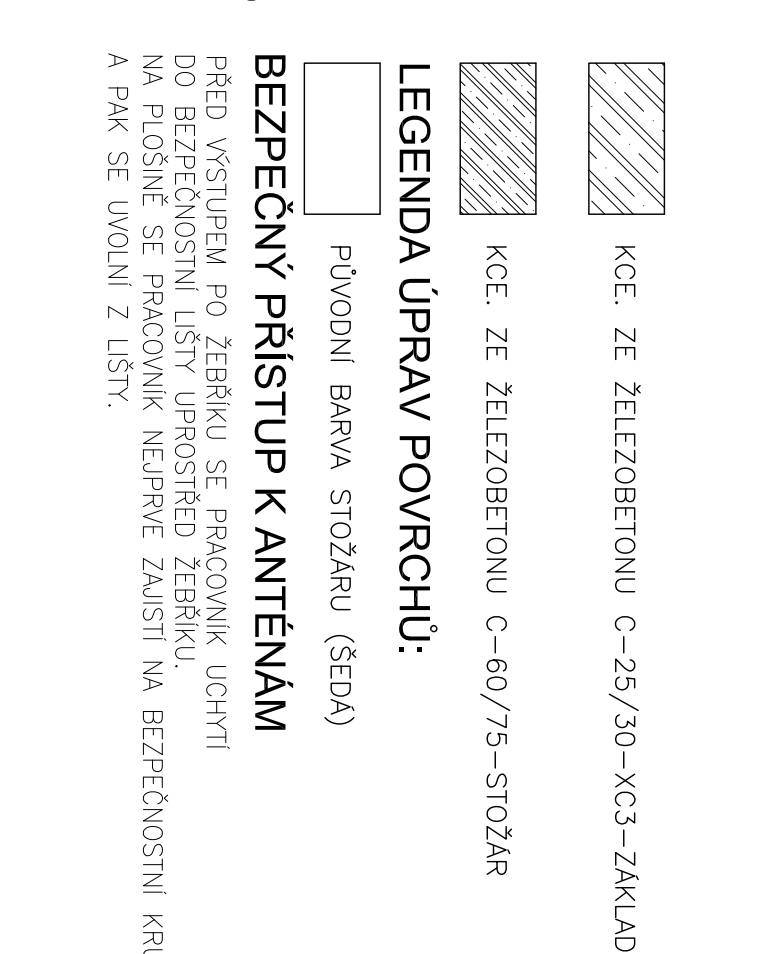 KCE. ZE ŽELEZOBETONU C-25/30-XC3-ZÁKLAD
KCE. ZE ŽELEZOBETONU C-60/75-STOŽÁR
LEGENDA ÚPRAV POVRCHŮ:
PŮVODNÍ BARVA STOŽÁRU (ŠEDÁ)
BEZPEČNÝ PŘÍSTUP K ANTÉNÁM
PŘED VÝSTUPEM PO ŽEBŘÍKU SE PRACOVNÍK UCHYTÍ
DO BEZPEČNOSTNÍ LIŠTY UPROSTŘED ŽEBŘÍKU.
NA PLOŠINĚ SE PRACOVNÍK NEJPRVE ZAJISTÍ NA BEZPEČNOSTNÍ
A PAK SE UVOLNÍ Z LIŠTY.